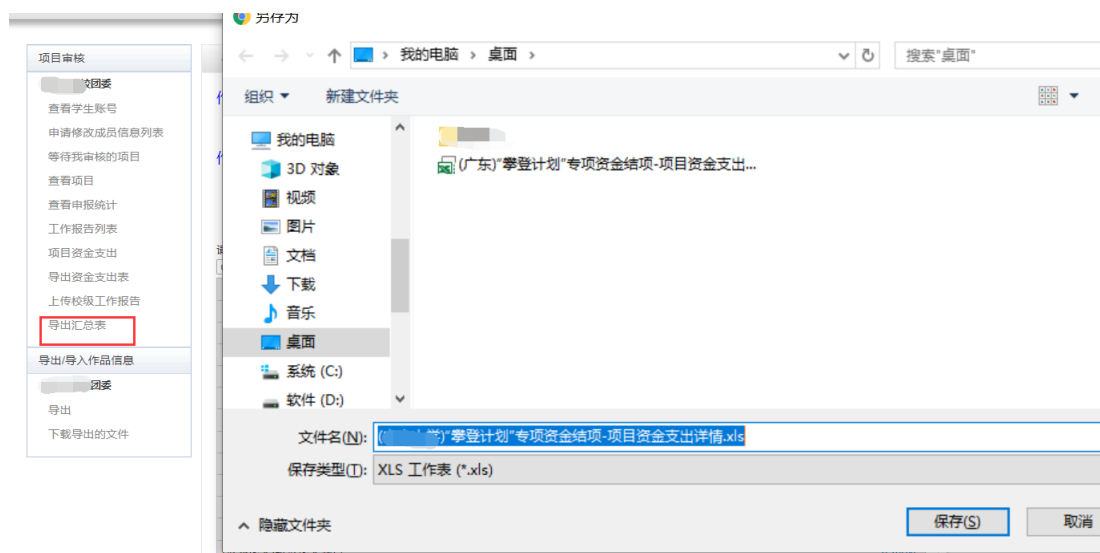 项目审核
团委
查看学生账号
申请修改成员信息列表
等待我审核的项目
查看项目
查看申报统计
工作报告列表
项目资金支出
导出资金支出表
上传校级工作报告
导出汇总表
导出/导入作品信息
团委
导出
下载导出的文件
另存为
我的电脑 > 桌面 >
搜索"桌面"
组织 新建文件夹
我的电脑
3D 对象
视频
图片
文档
下载
音乐
桌面
系统 (C:)
软件 (D:)
(广东)“攀登计划”专项资金结项-项目资金支出...
文件名(N): )“攀登计划”专项资金结项-项目资金支出详情.xls
保存类型(T): XLS 工作表 (*.xls)
隐藏文件夹
保存(S) 取消